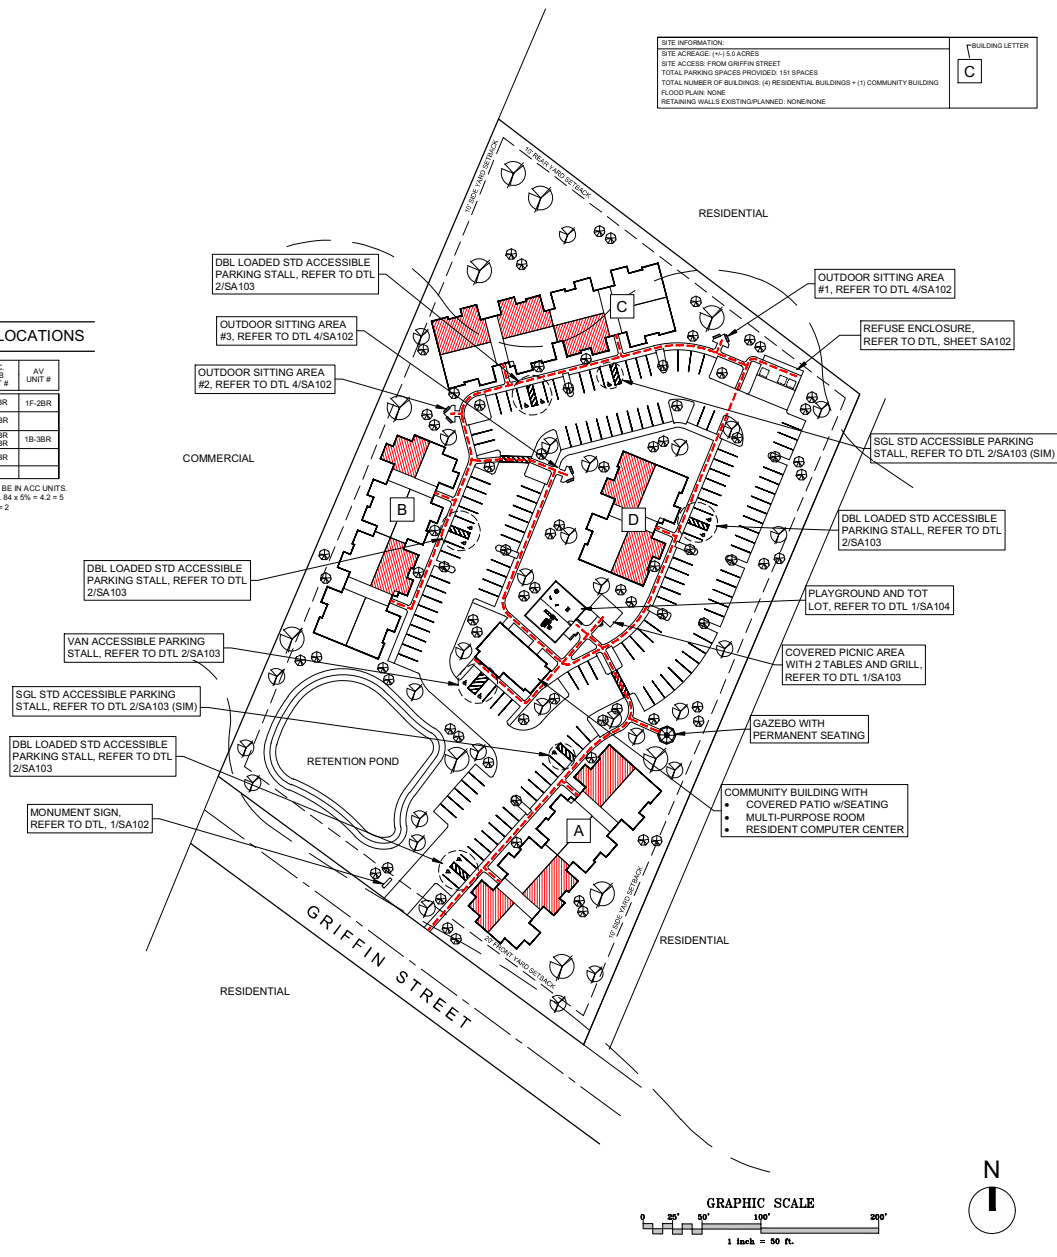 SITE INFORMATION:
SITE ACREAGE: (+/-) 5.0 ACRES
SITE ACCESS: FROM GRIFFIN STREET
TOTAL PARKING SPACES PROVIDED: 151 SPACES
TOTAL NUMBER OF BUILDINGS: (4) RESIDENTIAL BUILDINGS + (1) COMMUNITY BUILDING
FLOOD PLAIN: NONE
RETAINING WALLS EXISTING/PLANNED: NONE/NONE
BUILDING LETTER
C
10' REAR YARD SETBACK
10' SIDE YARD SETBACK
RESIDENTIAL
DBL LOADED STD ACCESSIBLE
PARKING STALL, REFER TO DTL
2/SA103
OUTDOOR SITTING AREA
#1, REFER TO DTL 4/SA102
C
OUTDOOR SITTING AREA
#3, REFER TO DTL 4/SA102
REFUSE ENCLOSURE,
REFER TO DTL, SHEET SA102
LOCATIONS
AV
UNIT #
1F-2BR
1B-3BR
BE IN ACC UNITS.
84 x 5% = 4.2 = 5
= 2
OUTDOOR SITTING AREA
#2, REFER TO DTL 4/SA102
COMMERCIAL
SGL STD ACCESSIBLE PARKING
STALL, REFER TO DTL 2/SA103 (SIM)
B
D
DBL LOADED STD ACCESSIBLE
PARKING STALL, REFER TO DTL
2/SA103
DBL LOADED STD ACCESSIBLE
PARKING STALL, REFER TO DTL
2/SA103
PLAYGROUND AND TOT
LOT, REFER TO DTL 1/SA104
VAN ACCESSIBLE PARKING
STALL, REFER TO DTL 2/SA103
COVERED PICNIC AREA
WITH 2 TABLES AND GRILL,
REFER TO DTL 1/SA103
SGL STD ACCESSIBLE PARKING
STALL, REFER TO DTL 2/SA103 (SIM)
GAZEBO WITH
PERMANENT SEATING
DBL LOADED STD ACCESSIBLE
PARKING STALL, REFER TO DTL
2/SA103
RETENTION POND
COMMUNITY BUILDING WITH
• COVERED PATIO w/SEATING
• MULTI-PURPOSE ROOM
• RESIDENT COMPUTER CENTER
MONUMENT SIGN,
REFER TO DTL, 1/SA102
A
10' SIDE YARD SETBACK
RESIDENTIAL
20' FRONT YARD SETBACK
GRIFFIN STREET
RESIDENTIAL
N
GRAPHIC SCALE
0 25' 50' 100' 200'
1 inch = 50 ft.